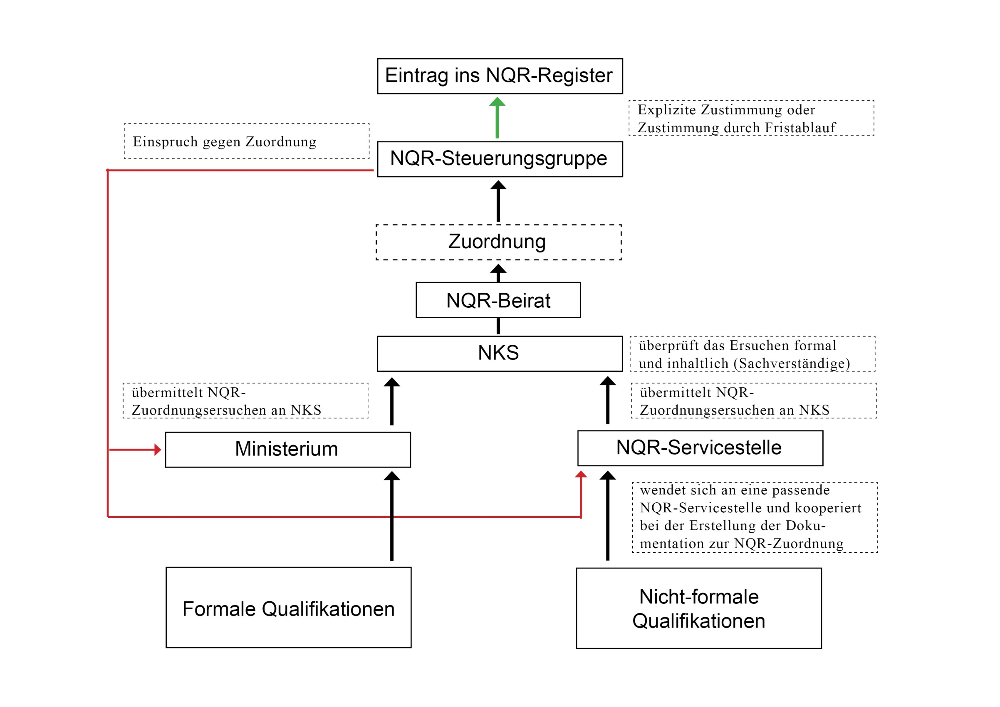 Eintrag ins NQR-Register
Explizite Zustimmung oder
Zustimmung durch Fristablauf
Einspruch gegen Zuordnung
NQR-Steuerungsgruppe
Zuordnung
NQR-Beirat
NKS
überprüft das Ersuchen formal
und inhaltlich (Sachverständige)
übermittelt NQR-
Zuordnungsersuchen an NKS
übermittelt NQR-
Zuordnungsersuchen an NKS
Ministerium
NQR-Servicestelle
wendet sich an eine passende
NQR-Servicestelle und kooperiert
bei der Erstellung der Doku-
mentation zur NQR-Zuordnung
Formale Qualifikationen
Nicht-formale
Qualifikationen